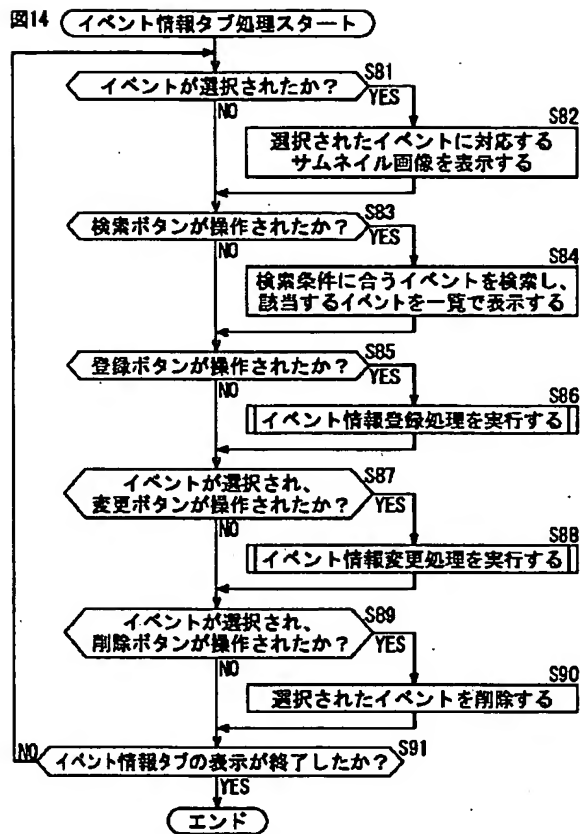 図14
イベント情報タブ処理スタート
イベントが選択されたか?
S81
YES
NO
S82
選択されたイベントに対応する
サムネイル画像を表示する
検索ボタンが操作されたか?
S83
YES
NO
S84
検索条件に合うイベントを検索し、
該当するイベントを一覧で表示する
登録ボタンが操作されたか?
S85
YES
NO
S86
イベント情報登録処理を実行する
イベントが選択され、
変更ボタンが操作されたか?
S87
YES
NO
S88
イベント情報変更処理を実行する
イベントが選択され、
削除ボタンが操作されたか?
S89
YES
NO
S90
選択されたイベントを削除する
NO
イベント情報タブの表示が終了したか?
S91
YES
エンド